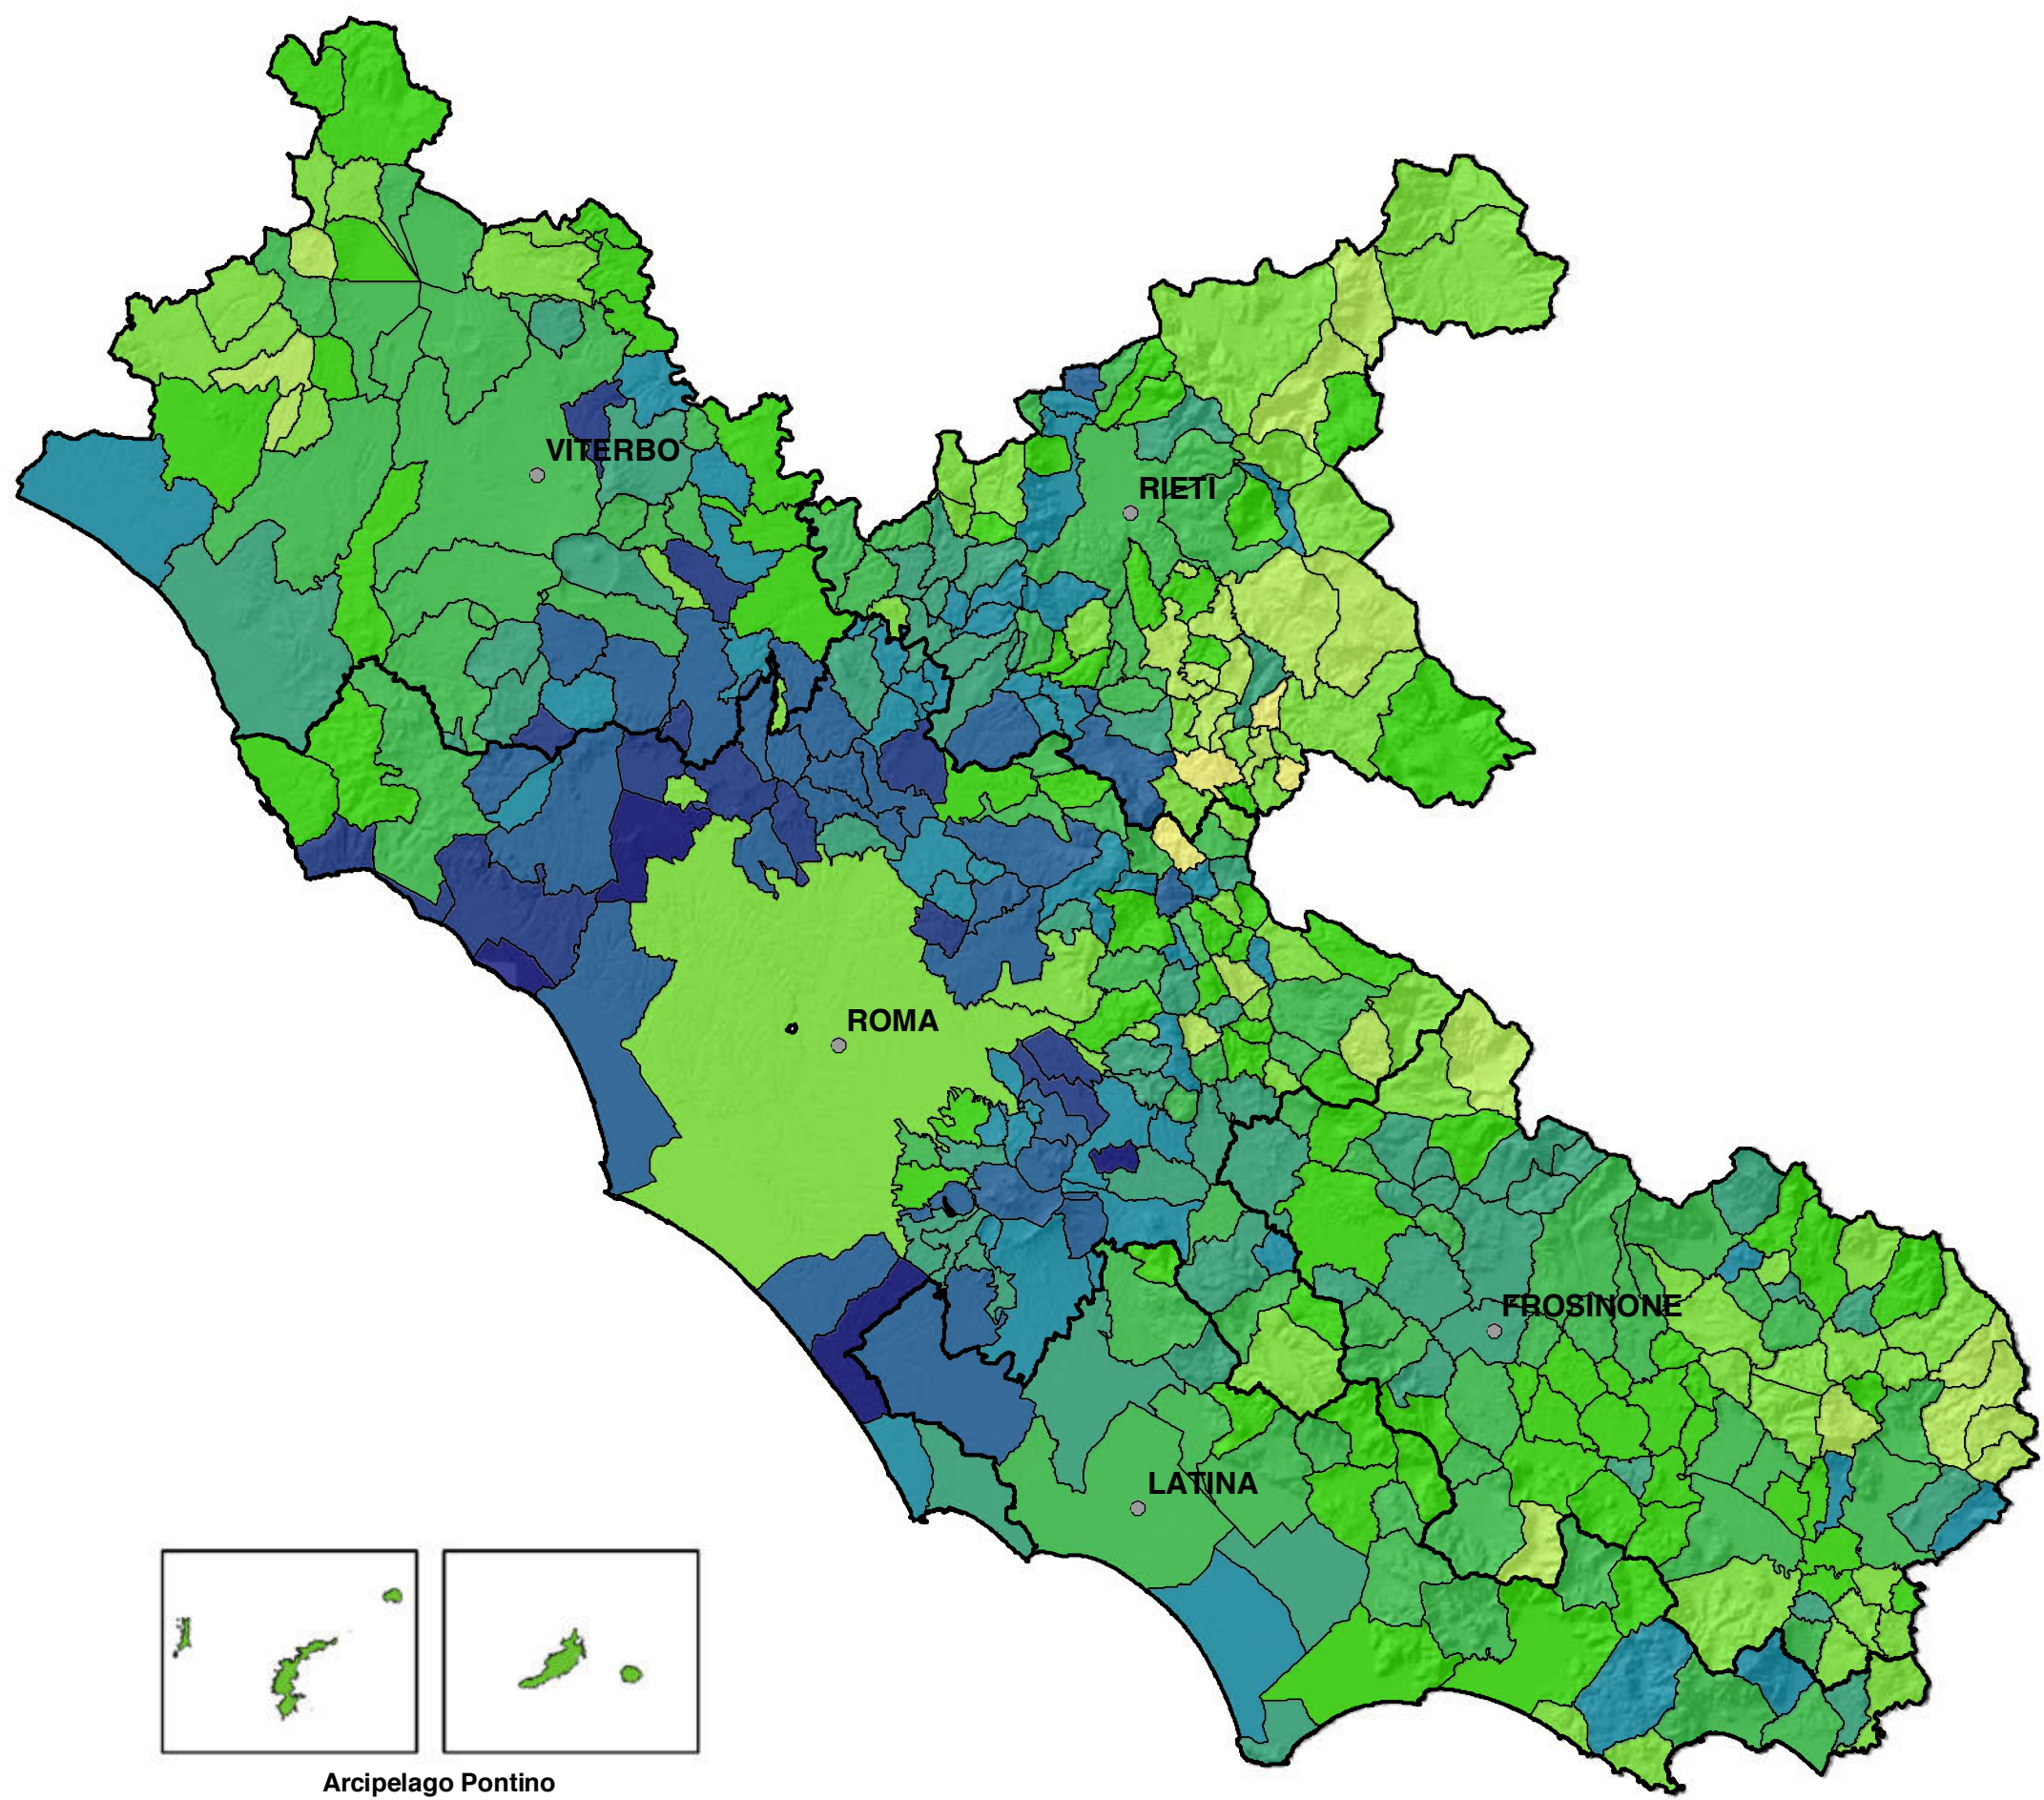 VITERBO
RIETI
ROMA
FROSINONE
LATINA
Arcipelago Pontino